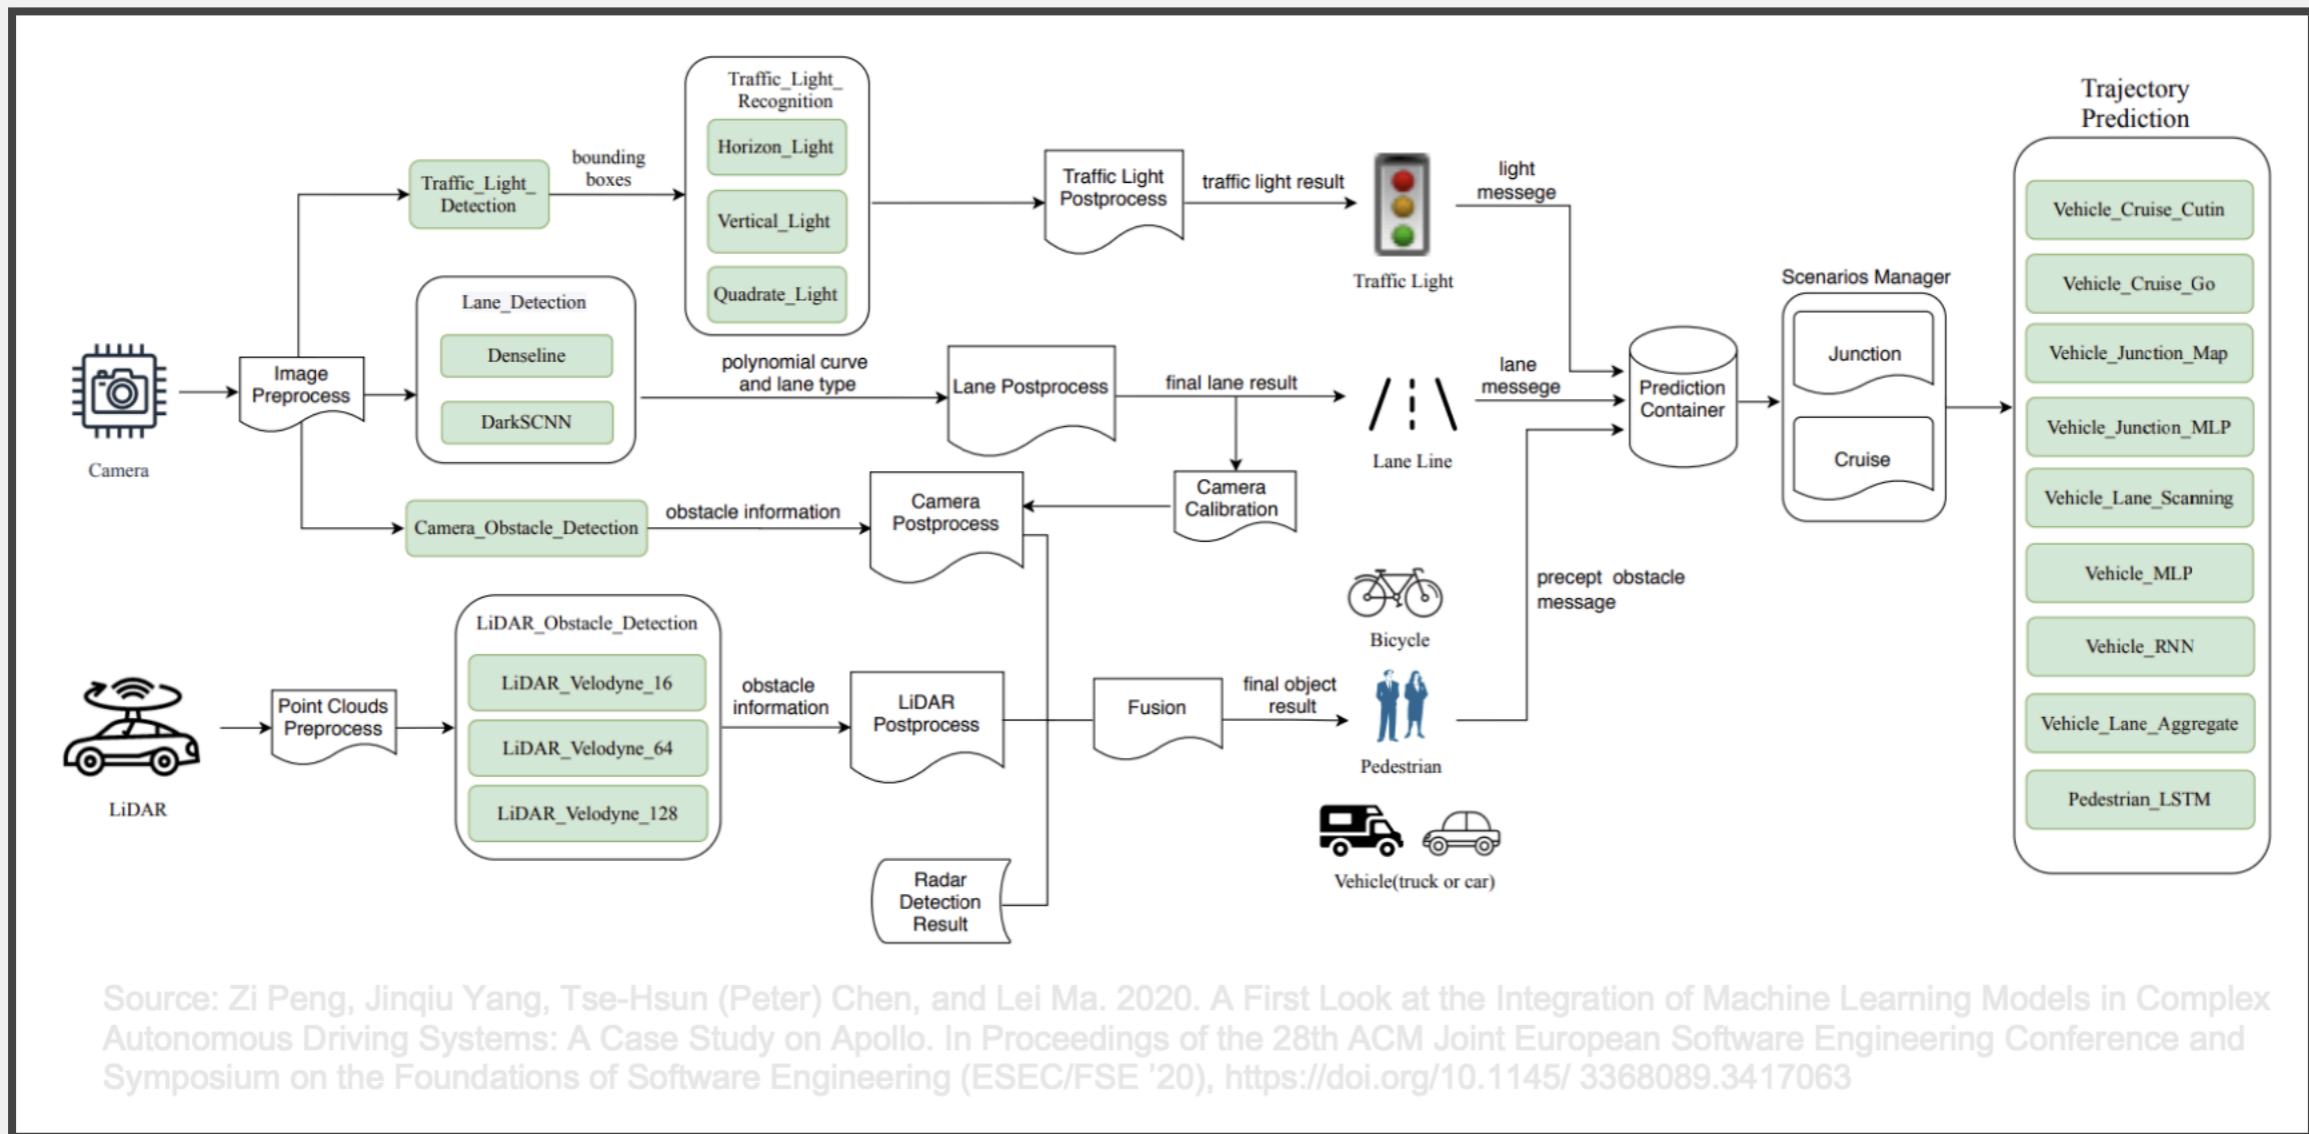 Camera
Image
Preprocess
Traffic_Light_
Detection
bounding
boxes
Traffic_Light_
Recognition
Horizon_Light
Vertical_Light
Quadrate_Light
Traffic Light
Postprocess
traffic light result
Traffic Light
light
messege
Lane_Detection
Denseline
DarkSCNN
polynomial curve
and lane type
Lane Postprocess
final lane result
Lane Line
lane
messege
Camera_Obstacle_Detection
obstacle information
Camera
Postprocess
Camera
Calibration
LiDAR
Point Clouds
Preprocess
LiDAR_Obstacle_Detection
LiDAR_Velodyne_16
LiDAR_Velodyne_64
LiDAR_Velodyne_128
obstacle
information
LiDAR
Postprocess
Radar
Detection
Result
Fusion
final object
result
Bicycle
Pedestrian
Vehicle(truck or car)
precept obstacle
message
Prediction
Container
Scenarios Manager
Junction
Cruise
Trajectory
Prediction
Vehicle_Cruise_Cutin
Vehicle_Cruise_Go
Vehicle_Junction_Map
Vehicle_Junction_MLP
Vehicle_Lane_Scanning
Vehicle_MLP
Vehicle_RNN
Vehicle_Lane_Aggregate
Pedestrian_LSTM
Source: Zi Peng, Jinqiu Yang, Tse-Hsun (Peter) Chen, and Lei Ma. 2020. A First Look at the Integration of Machine Learning Models in Complex
Autonomous Driving Systems: A Case Study on Apollo. In Proceedings of the 28th ACM Joint European Software Engineering Conference and
Symposium on the Foundations of Software Engineering (ESEC/FSE ’20), https://doi.org/10.1145/ 3368089.3417063